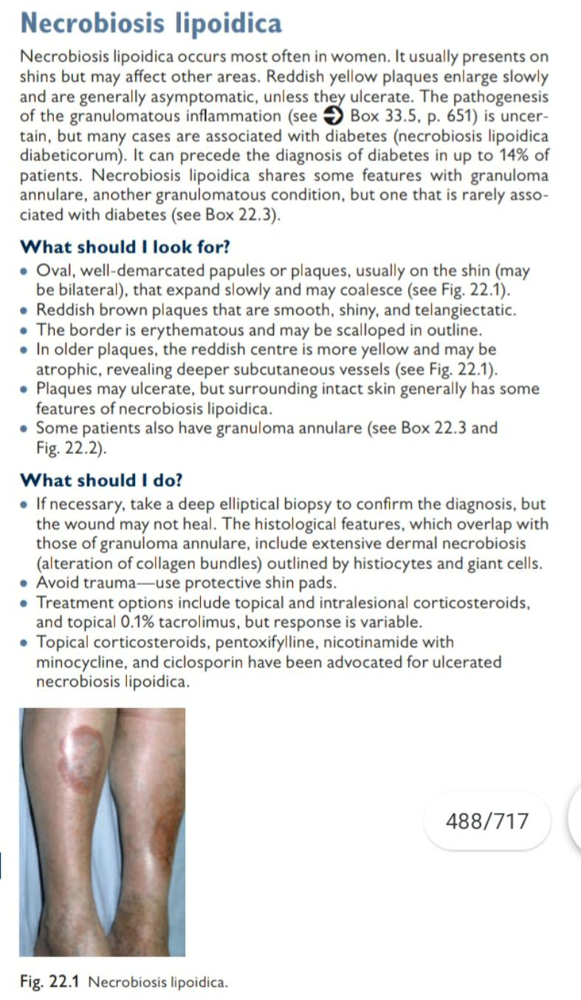 Necrobiosis lipoidica
Necrobiosis lipoidica occurs most often in women. It usually presents on
shins but may affect other areas. Reddish yellow plaques enlarge slowly
and are generally asymptomatic, unless they ulcerate. The pathogenesis
of the granulomatous inflammation (see ➔ Box 33.5, p. 651) is uncer-
tain, but many cases are associated with diabetes (necrobiosis lipoidica
diabeticorum). It can precede the diagnosis of diabetes in up to 14% of
patients. Necrobiosis lipoidica shares some features with granuloma
annulare, another granulomatous condition, but one that is rarely asso-
ciated with diabetes (see Box 22.3).
What should I look for?
• Oval, well-demarcated papules or plaques, usually on the shin (may
be bilateral), that expand slowly and may coalesce (see Fig. 22.1).
• Reddish brown plaques that are smooth, shiny, and telangiectatic.
• The border is erythematous and may be scalloped in outline.
• In older plaques, the reddish centre is more yellow and may be
atrophic, revealing deeper subcutaneous vessels (see Fig. 22.1).
• Plaques may ulcerate, but surrounding intact skin generally has some
features of necrobiosis lipoidica.
• Some patients also have granuloma annulare (see Box 22.3 and
Fig. 22.2).
What should I do?
• If necessary, take a deep elliptical biopsy to confirm the diagnosis, but
the wound may not heal. The histological features, which overlap with
those of granuloma annulare, include extensive dermal necrobiosis
(alteration of collagen bundles) outlined by histiocytes and giant cells.
• Avoid trauma—use protective shin pads.
• Treatment options include topical and intralesional corticosteroids,
and topical 0.1% tacrolimus, but response is variable.
• Topical corticosteroids, pentoxifylline, nicotinamide with
minocycline, and ciclosporin have been advocated for ulcerated
necrobiosis lipoidica.
488/717
Fig. 22.1 Necrobiosis lipoidica.